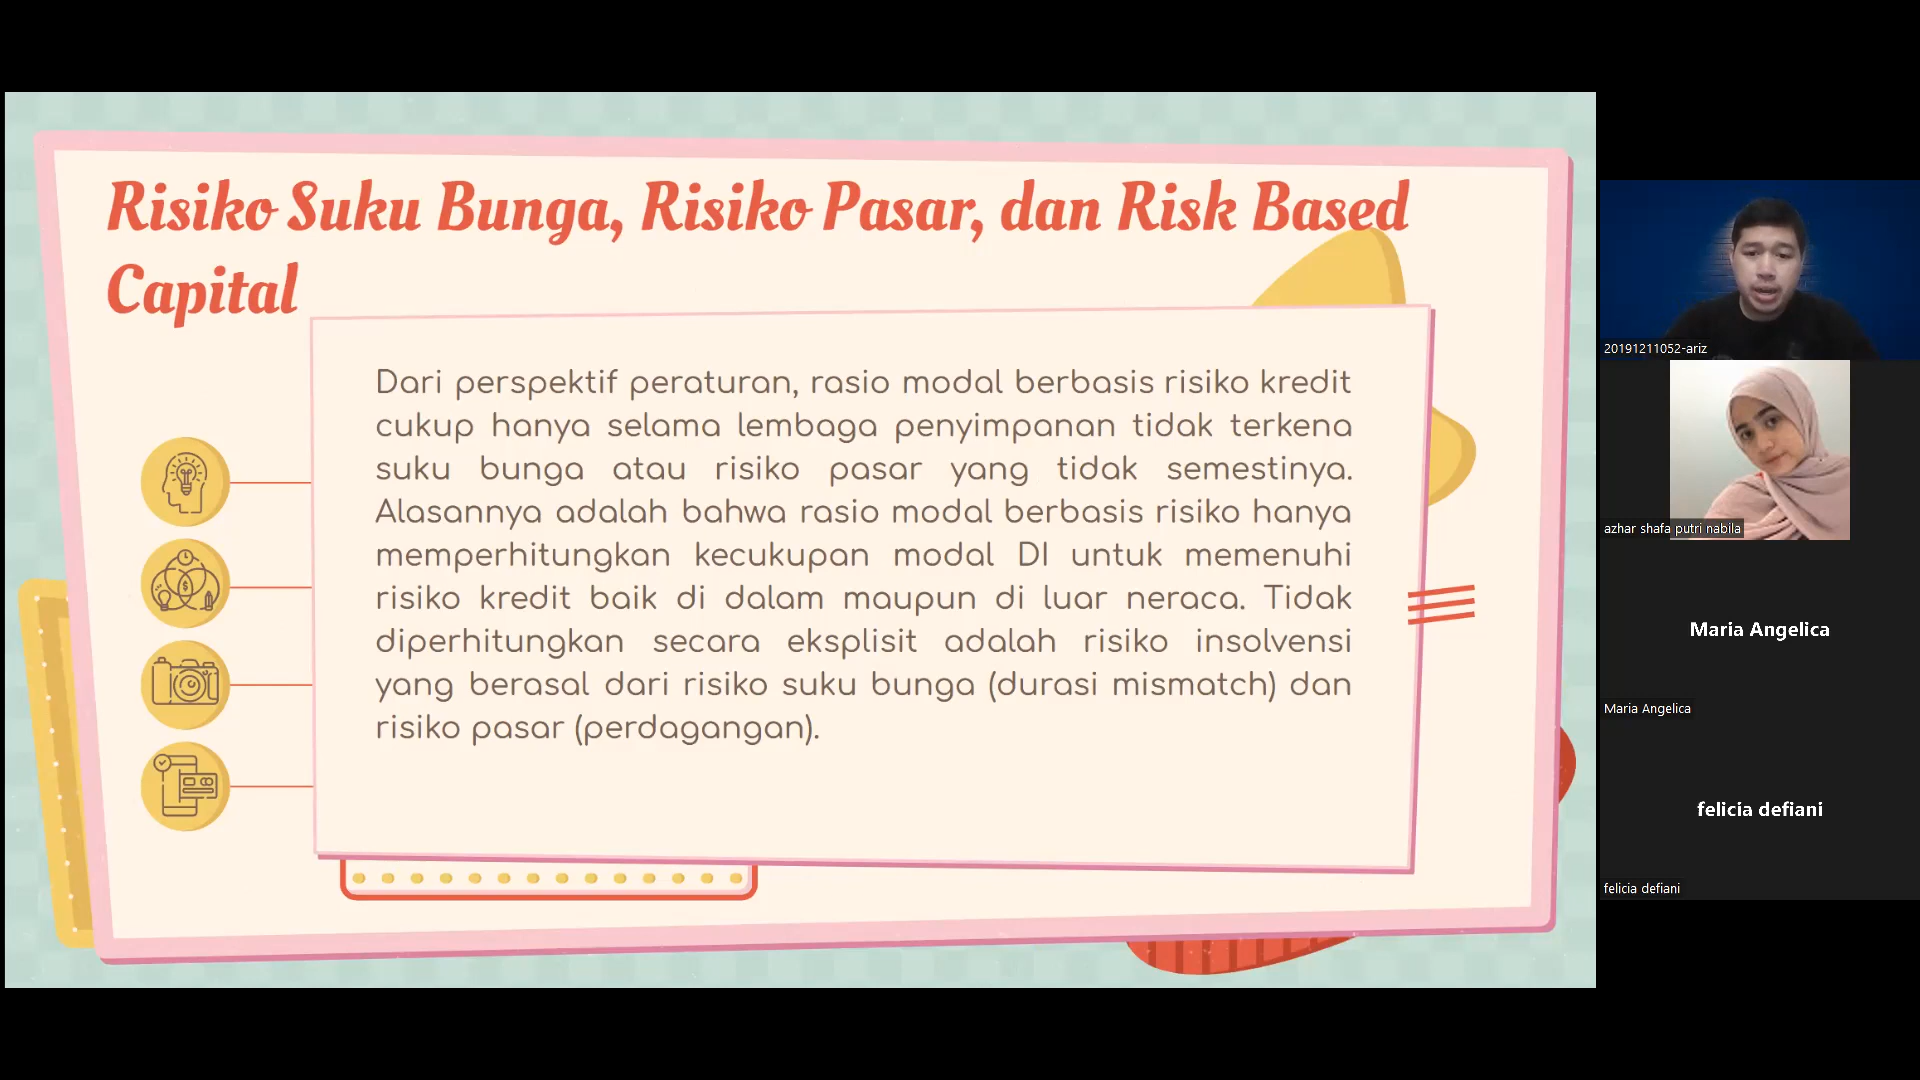 Risiko Suku Bunga, Risiko Pasar, dan Risk Based
Capital
Dari perspektif peraturan, rasio modal berbasis risiko kredit
cukup hanya selama lembaga penyimpanan tidak terkena
suku bunga atau risiko pasar yang tidak semestinya.
Alasannya adalah bahwa rasio modal berbasis risiko hanya
memperhitungkan kecukupan modal DI untuk memenuhi
risiko kredit baik di dalam maupun di luar neraca. Tidak
diperhitungkan secara eksplisit adalah risiko insolvensi
yang berasal dari risiko suku bunga (durasi mismatch) dan
risiko pasar (perdagangan).
20191211052-ariz
azhar shafa putri nabila
Maria Angelica
Maria Angelica
felicia defiani
felicia defiani